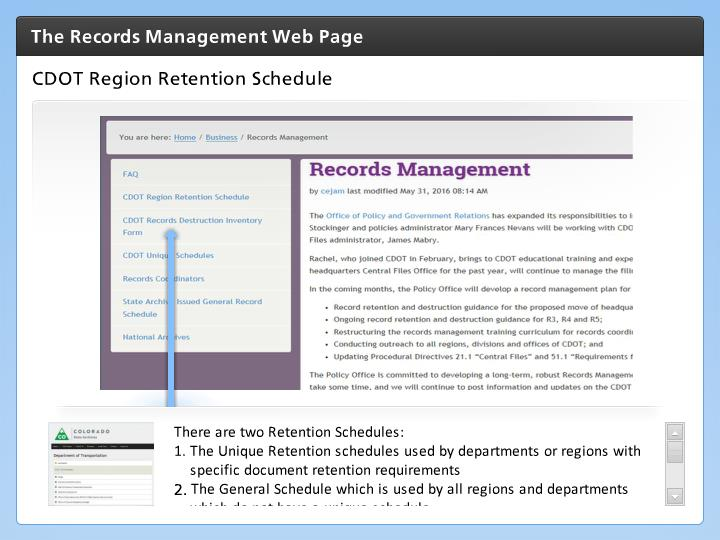 The Records Management Web Page
CDOT Region Retention Schedule
You are here: Home / Business / Records Management
FAQ
CDOT Region Retention Schedule
CDOT Records Destruction Inventory
Form
CDOT Unique Schedules
Records Co dinators
State Archiv Issued General Record
Schedule
National Ar ives
Records Management
by cejam last modified May 31, 2016 08:14 AM
The Office of Policy and Government Relations has expanded its responsibilities to i
Stockinger and policies administrator Mary Frances Nevans will be working with CDO
Files administrator, James Mabry.
Rachel, who joined CDOT in February, brings to CDOT educational training and expe
headquarters Central Files Office for the past year, will continue to manage the filin
In the coming months, the Policy Office will develop a record management plan for
• Record retention and destruction guidance for the proposed move of headqua
• Ongoing record retention and destruction guidance for R3, R4 and R5;
• Restructuring the records management training curriculum for records coordi
• Conducting outreach to all regions, divisions and offices of CDOT; and
• Updating Procedural Directives 21.1 “Central Files” and 51.1 “Requirements f
The Policy Office is committed to developing a long-term, robust Records Manageme
take some time, and we will continue to post information and updates on the CDOT
COLORADO
Department of Transportation
There are two Retention Schedules:
1. The Unique Retention schedules used by departments or regions with
specific document retention requirements
2. The General Schedule which is used by all regions and departments
which do not have a unique schedule